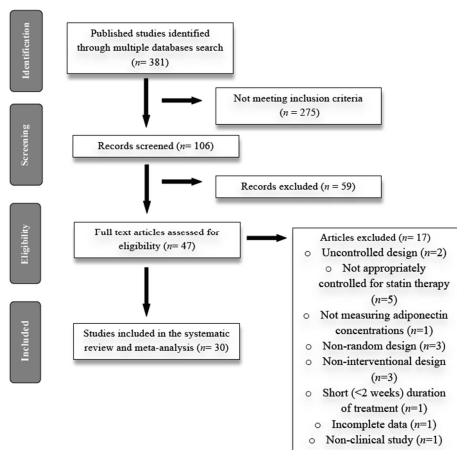 Identification
Published studies identified
through multiple databases search
(n= 381)
Not meeting inclusion criteria
(n = 275)
Screening
Records screened (n= 106)
Records excluded (n= 59)
Eligibility
Full text articles assessed for
eligibility (n= 47)
Articles excluded (n= 17)
o Uncontrolled design (n=2)
o Not appropriately
controlled for statin therapy
(n=5)
o Not measuring adiponectin
concentrations (n=1)
o Non-random design (n=3)
o Non-interventional design
(n=3)
o Short (<2 weeks) duration
of treatment (n=1)
o Incomplete data (n=1)
o Non-clinical study (n=1)
Included
Studies included in the systematic
review and meta-analysis (n= 30)